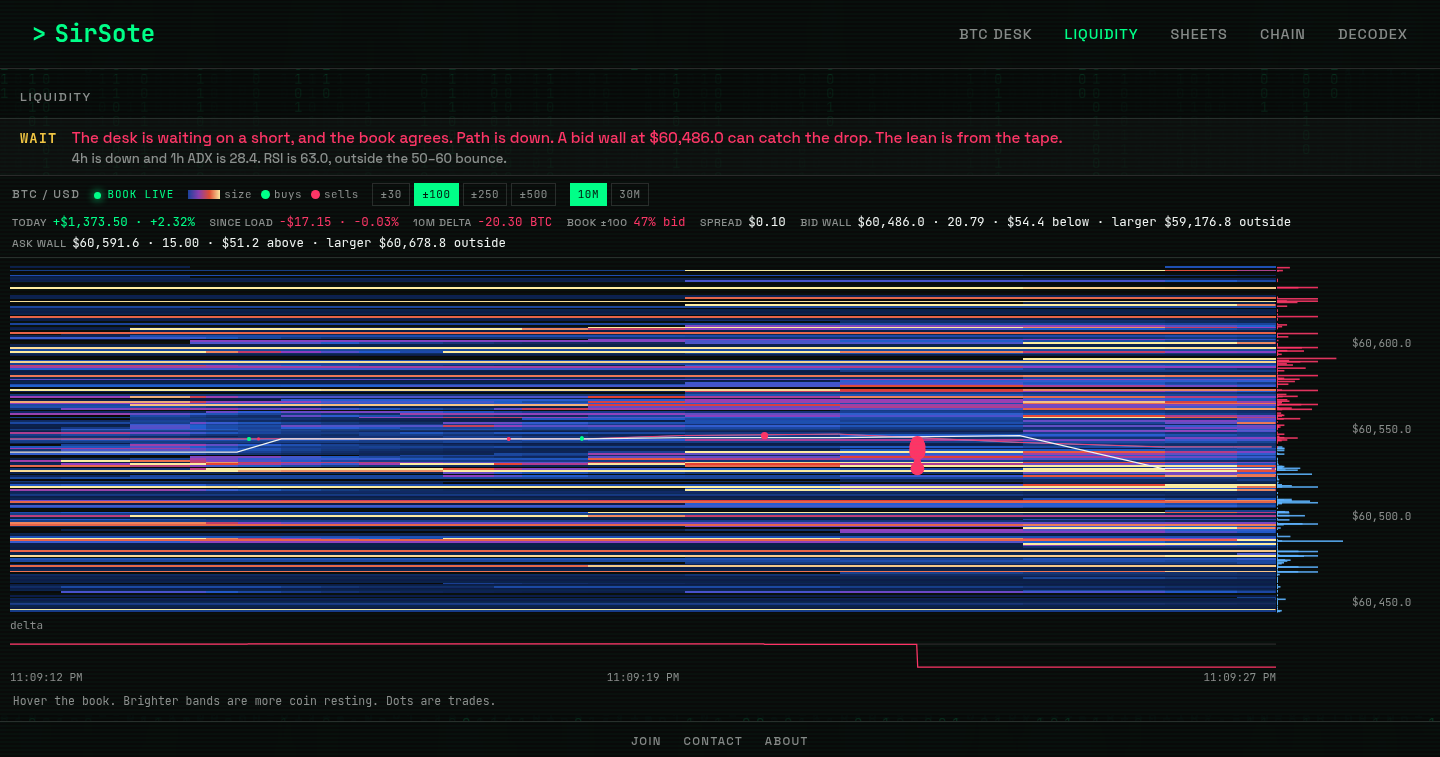 > SirSote
BTC DESK LIQUIDITY SHEETS CHAIN DECODEX
LIQUIDITY
WAIT The desk is waiting on a short, and the book agrees. Path is down. A bid wall at $60,486.0 can catch the drop. The lean is from the tape.
4h is down and 1h ADX is 28.4. RSI is 63.0, outside the 50–60 bounce.
BTC / USD BOOK LIVE size buys sells ±30 ±100 ±250 ±500 10M 30M
TODAY +$1,373.50 · +2.32% SINCE LOAD -$17.15 · -0.03% 10M DELTA -20.30 BTC BOOK ±100 47% bid SPREAD $0.10 BID WALL $60,486.0 · 20.79 · $54.4 below · larger $59,176.8 outside
ASK WALL $60,591.6 · 15.00 · $51.2 above · larger $60,678.8 outside
$60,600.0
$60,550.0
$60,500.0
$60,450.0
delta
11:09:12 PM 11:09:19 PM 11:09:27 PM
Hover the book. Brighter bands are more coin resting. Dots are trades.
JOIN CONTACT ABOUT